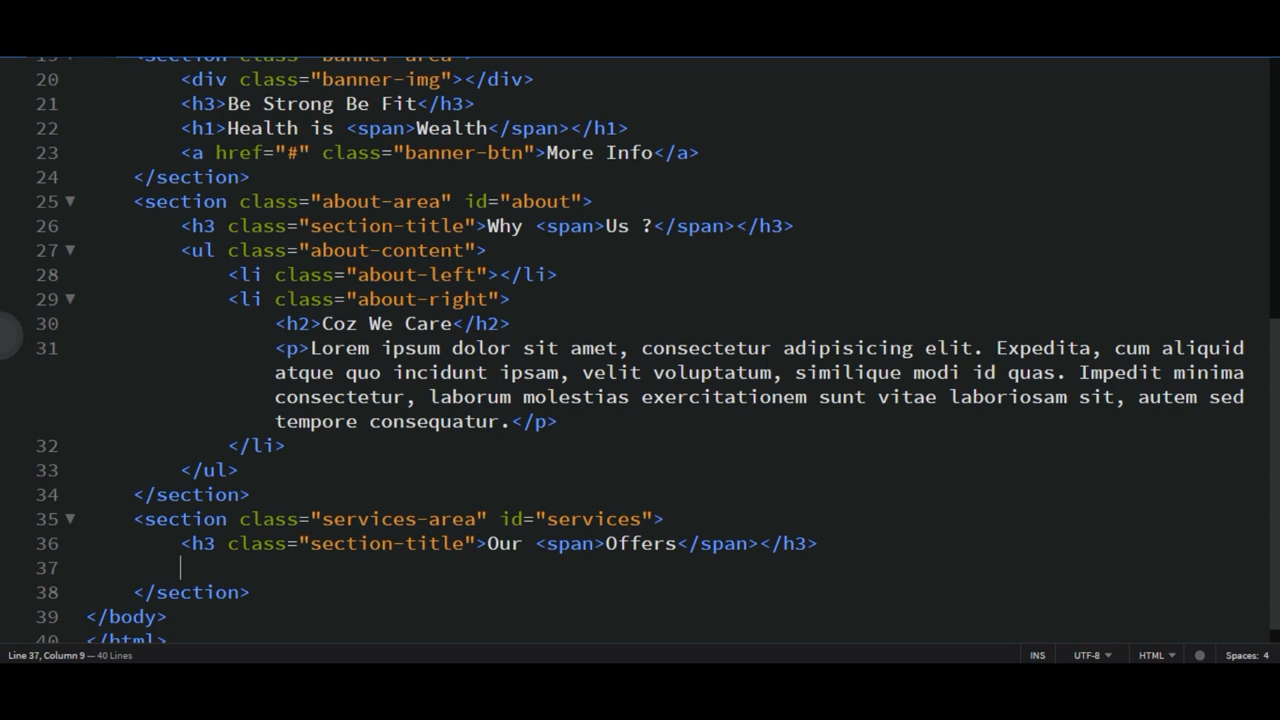 19 <section class="banner-area">
20 <div class="banner-img"></div>
21 <h3>Be Strong Be Fit</h3>
22 <h1>Health is <span>Wealth</span></h1>
23 <a href="#" class="banner-btn">More Info</a>
24 </section>
25 <section class="about-area" id="about">
26 <h3 class="section-title">Why <span>Us ?</span></h3>
27 <ul class="about-content">
28 <li class="about-left"></li>
29 <li class="about-right">
30 <h2>Coz We Care</h2>
31 <p>Lorem ipsum dolor sit amet, consectetur adipisicing elit. Expedita, cum aliquid
atque quo incidunt ipsam, velit voluptatum, similique modi id quas. Impedit minima
consectetur, laborum molestias exercitationem sunt vitae laboriosam sit, autem sed
tempore consequatur.</p>
32 </li>
33 </ul>
34 </section>
35 <section class="services-area" id="services">
36 <h3 class="section-title">Our <span>Offers</span></h3>
37
38 </section>
39 </body>
40 </html>
Line 37, Column 9 — 40 Lines INS UTF-8 HTML Spaces: 4